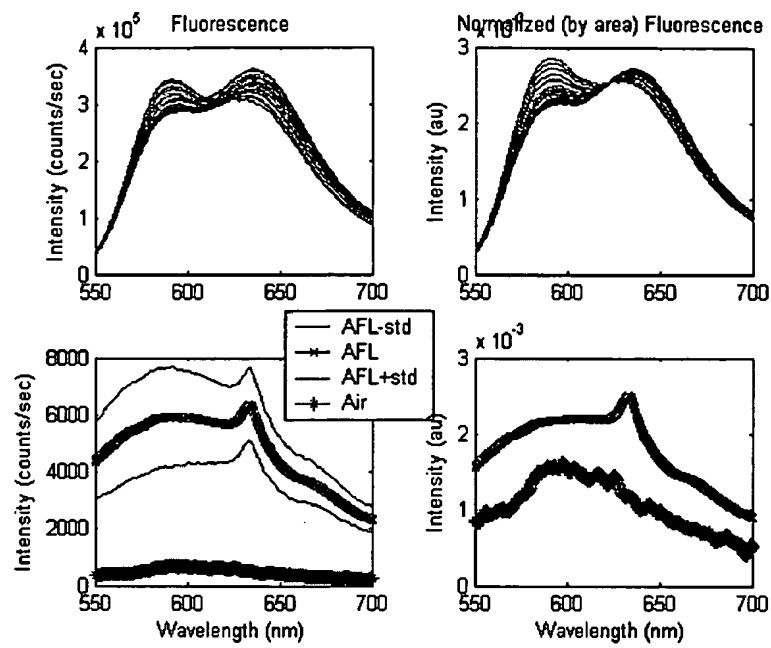 Fluorescence
Normalized (by area) Fluorescence
x 10^5
4
3
2
1
0
550 600 650 700
Intensity (counts/sec)
3
2
1
0
550 600 650 700
Intensity (au)
AFL-std
AFL
AFL+std
Air
8000
6000
4000
2000
0
550 600 650 700
Intensity (counts/sec)
Wavelength (nm)
x 10^-3
3
2
1
0
550 600 650 700
Intensity (au)
Wavelength (nm)